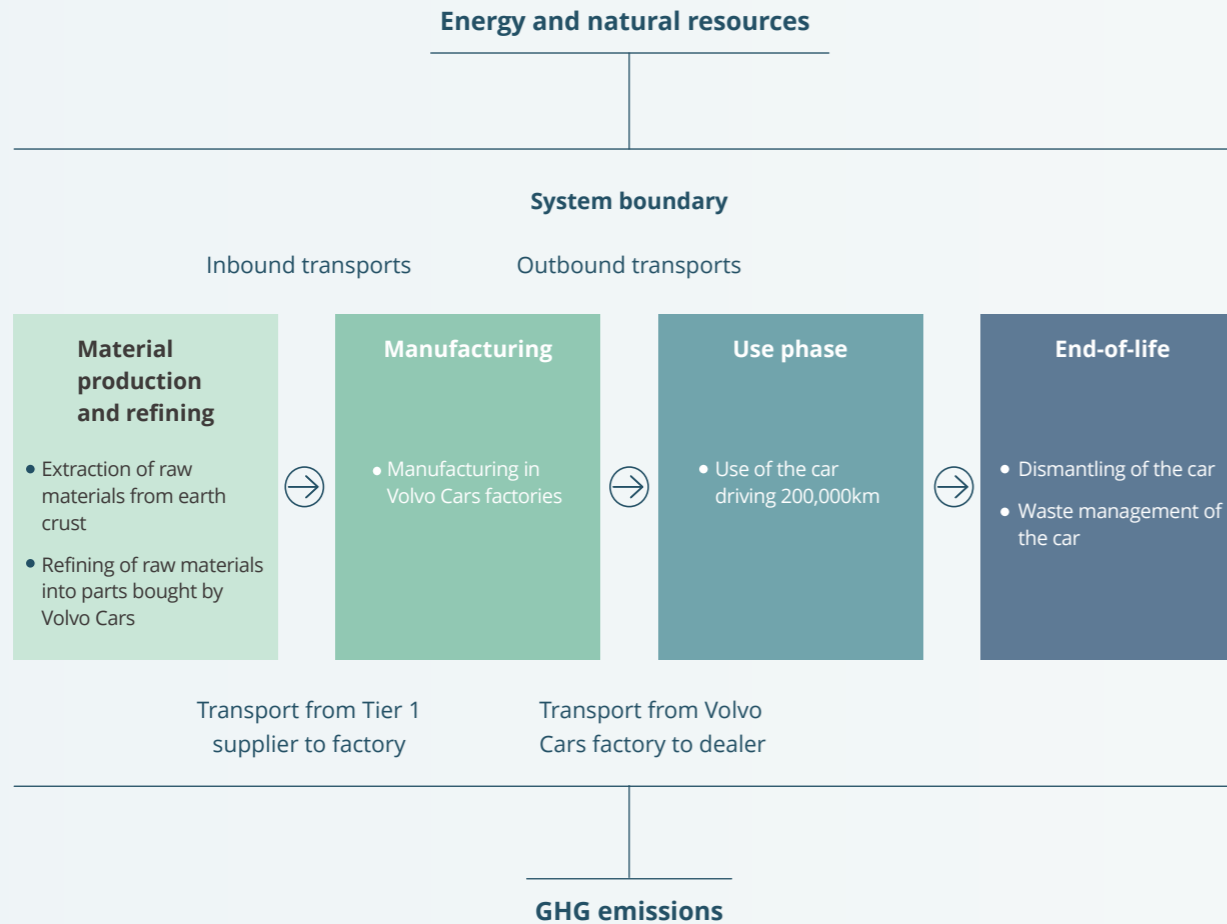 Energy and natural resources
System boundary
Inbound transports
Outbound transports
Material
production
and refining
• Extraction of raw
materials from earth
crust
• Refining of raw materials
into parts bought by
Volvo Cars
Manufacturing
• Manufacturing in
Volvo Cars factories
Use phase
• Use of the car
driving 200,000km
End-of-life
• Dismantling of the car
• Waste management of
the car
Transport from Tier 1
supplier to factory
Transport from Volvo
Cars factory to dealer
GHG emissions